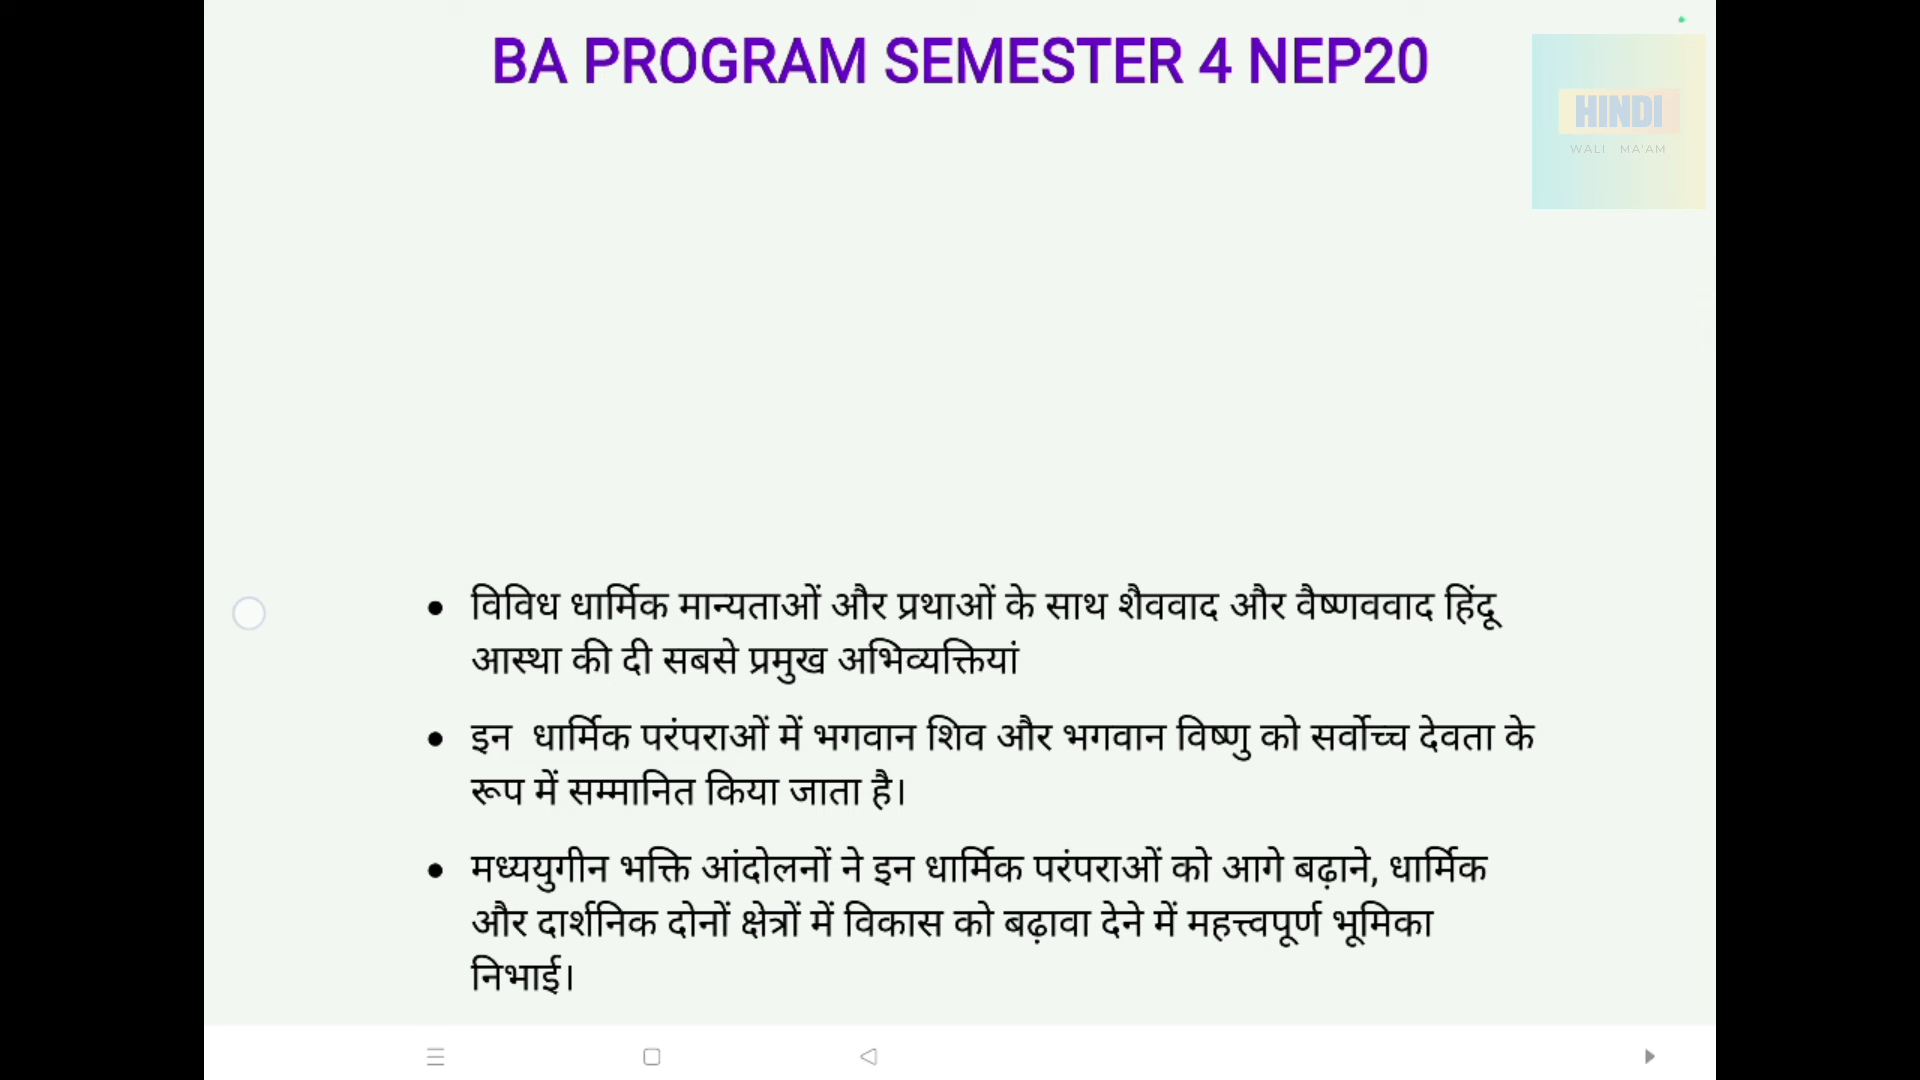 BA PROGRAM SEMESTER 4 NEP20
HINDI
WALI MA'AM
• विविध धार्मिक मान्यताओं और प्रथाओं के साथ शैववाद और वैष्णववाद हिंदू
आस्था की दी सबसे प्रमुख अभिव्यक्तियां
• इन धार्मिक परंपराओं में भगवान शिव और भगवान विष्णु को सर्वोच्च देवता के
रूप में सम्मानित किया जाता है।
• मध्ययुगीन भक्ति आंदोलनों ने इन धार्मिक परंपराओं को आगे बढ़ाने, धार्मिक
और दार्शनिक दोनों क्षेत्रों में विकास को बढ़ावा देने में महत्त्वपूर्ण भूमिका
निभाई।